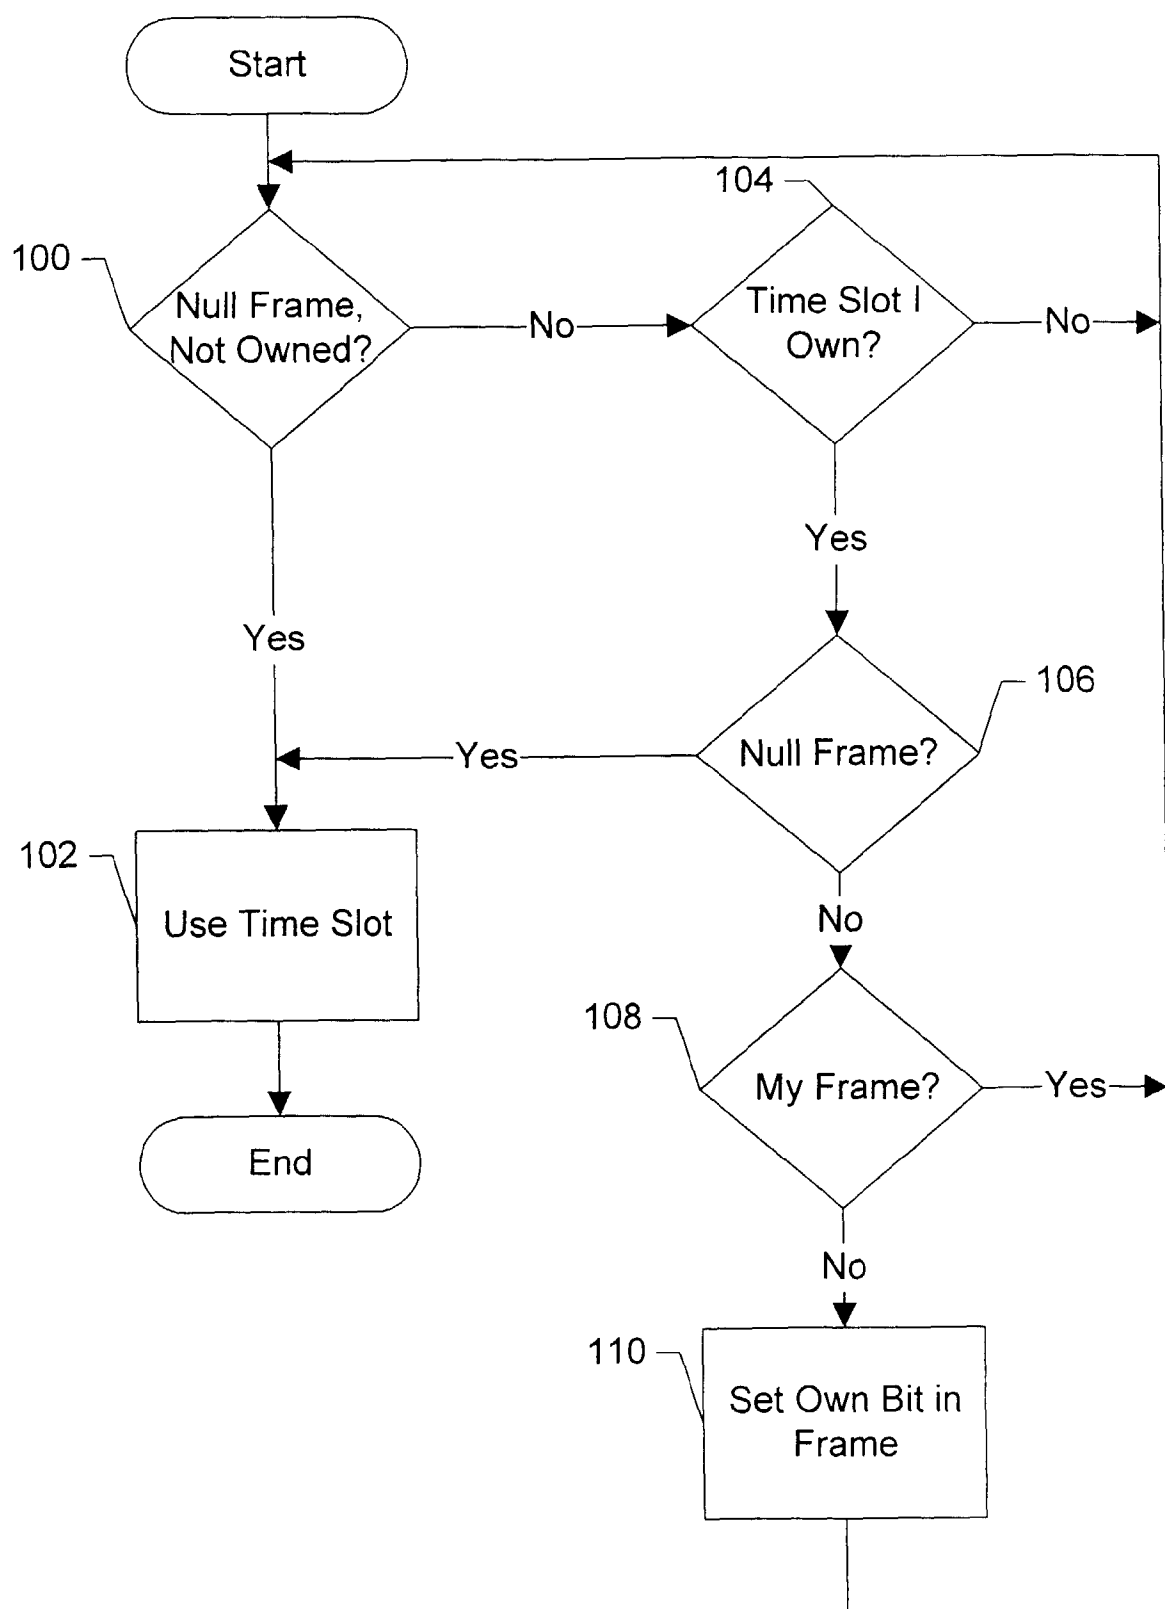 Start
104
100
Null Frame,
Not Owned?
No
Time Slot I
Own?
No
Yes
Yes
106
Yes
Null Frame?
102
Use Time Slot
No
108
My Frame?
Yes
End
No
110
Set Own Bit in
Frame